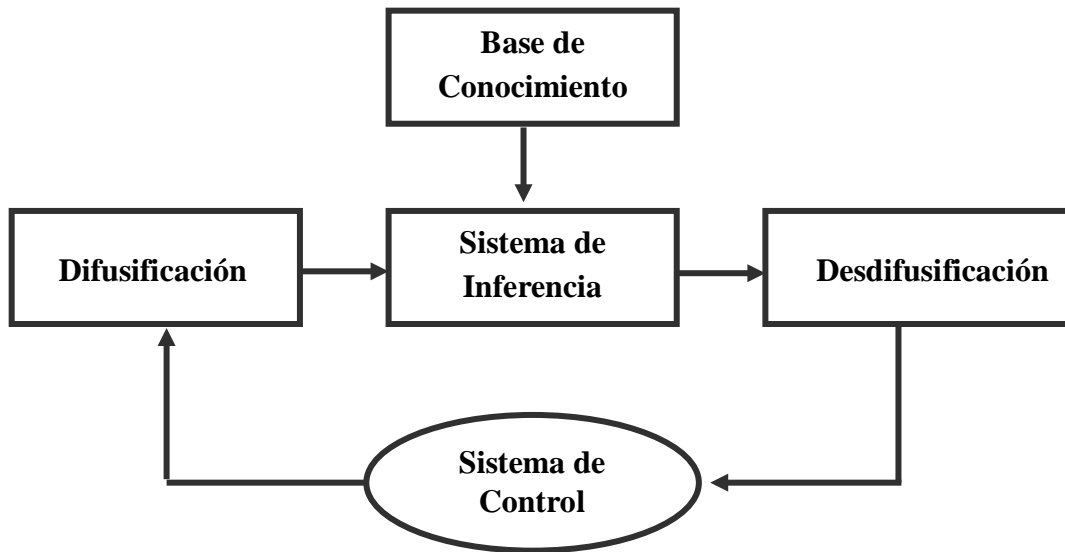 Base de
Conocimiento
Difusificación
Sistema de
Inferencia
Desdifusificación
Sistema de
Control